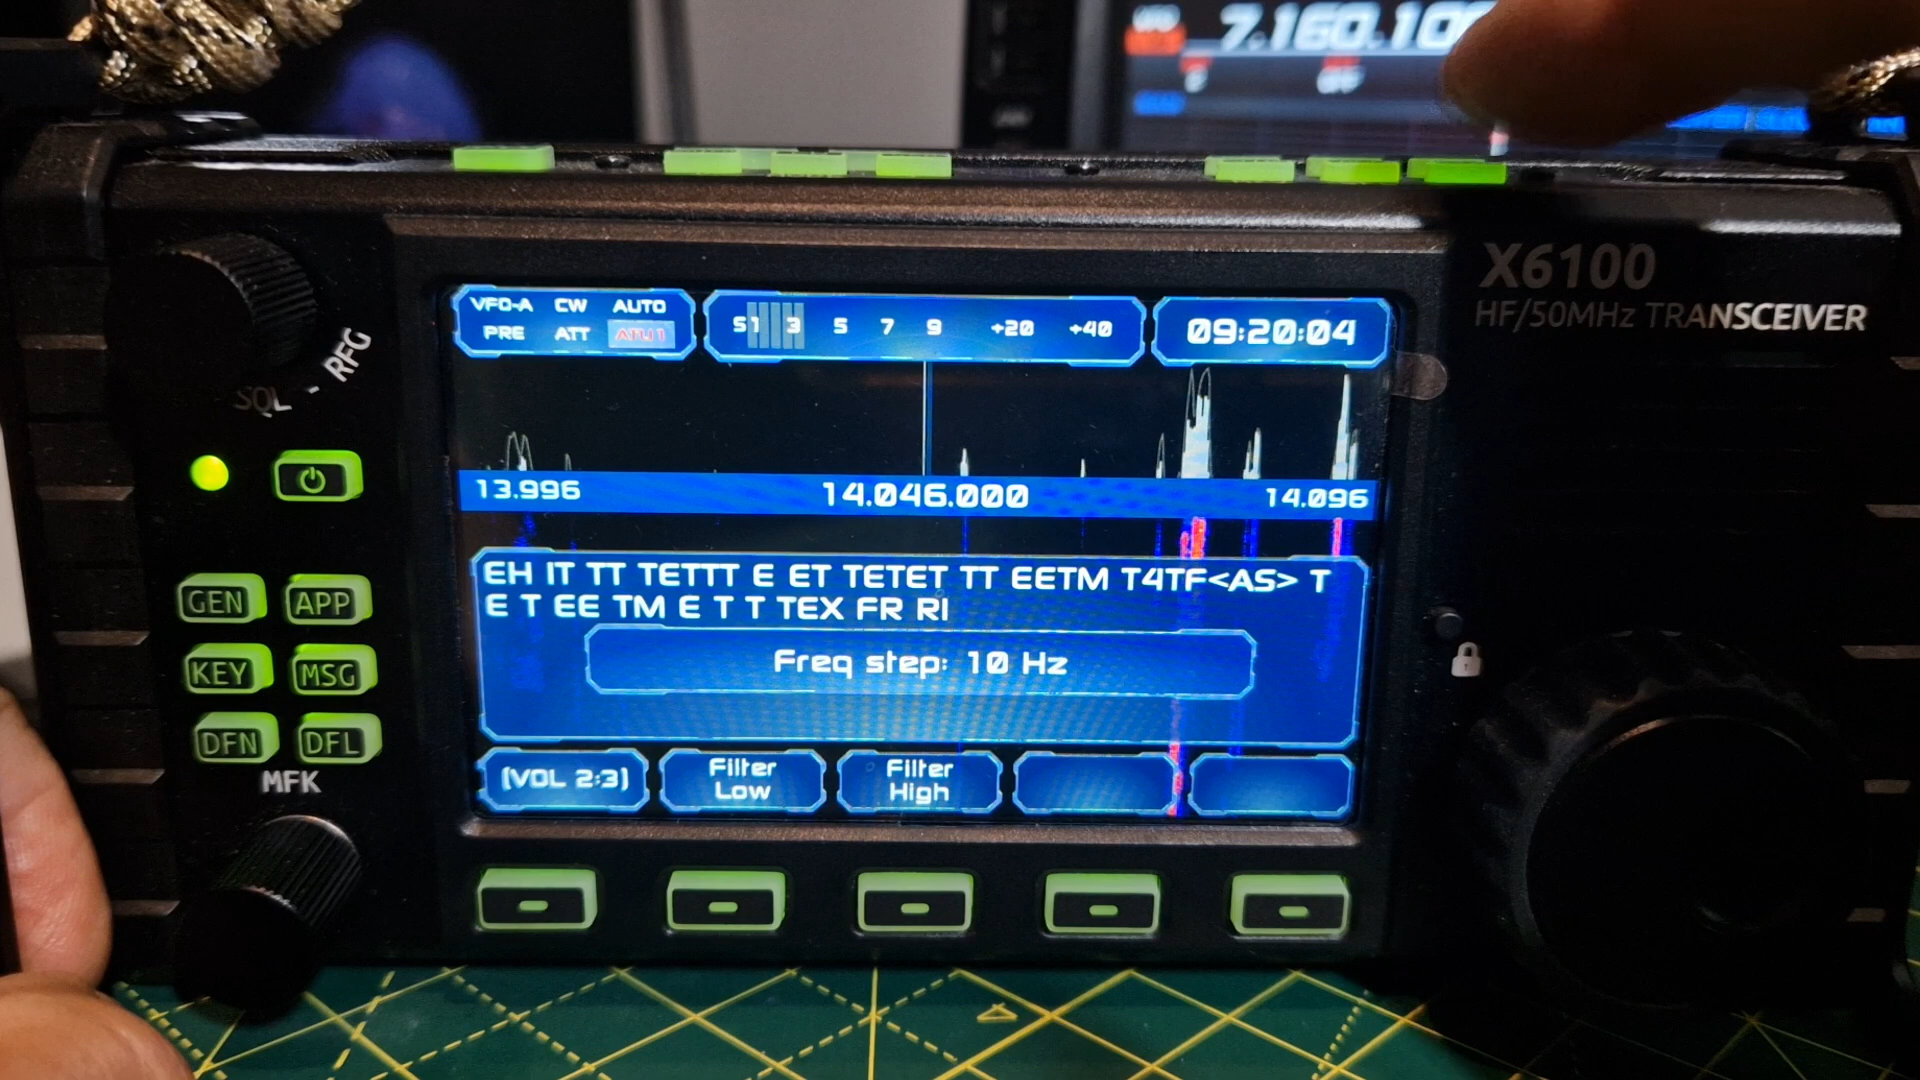 7.160.10
X6100
HF/50MHz TRANSCEIVER
VFO-A CW AUTO
PRE ATT ATU1
S1 3 5 7 9 +20 +40
09:20:04
RFG
SQL -
13.996 14.046.000 14.096
EH IT TT TETTT E ET TETET TT EETM T4TF<AS> T
E T EE TM E T T TEX FR RI
Freq step: 10 Hz
GEN APP
KEY MSG
DFN DFL
MFK
(VOL 2:3)
Filter
Low
Filter
High